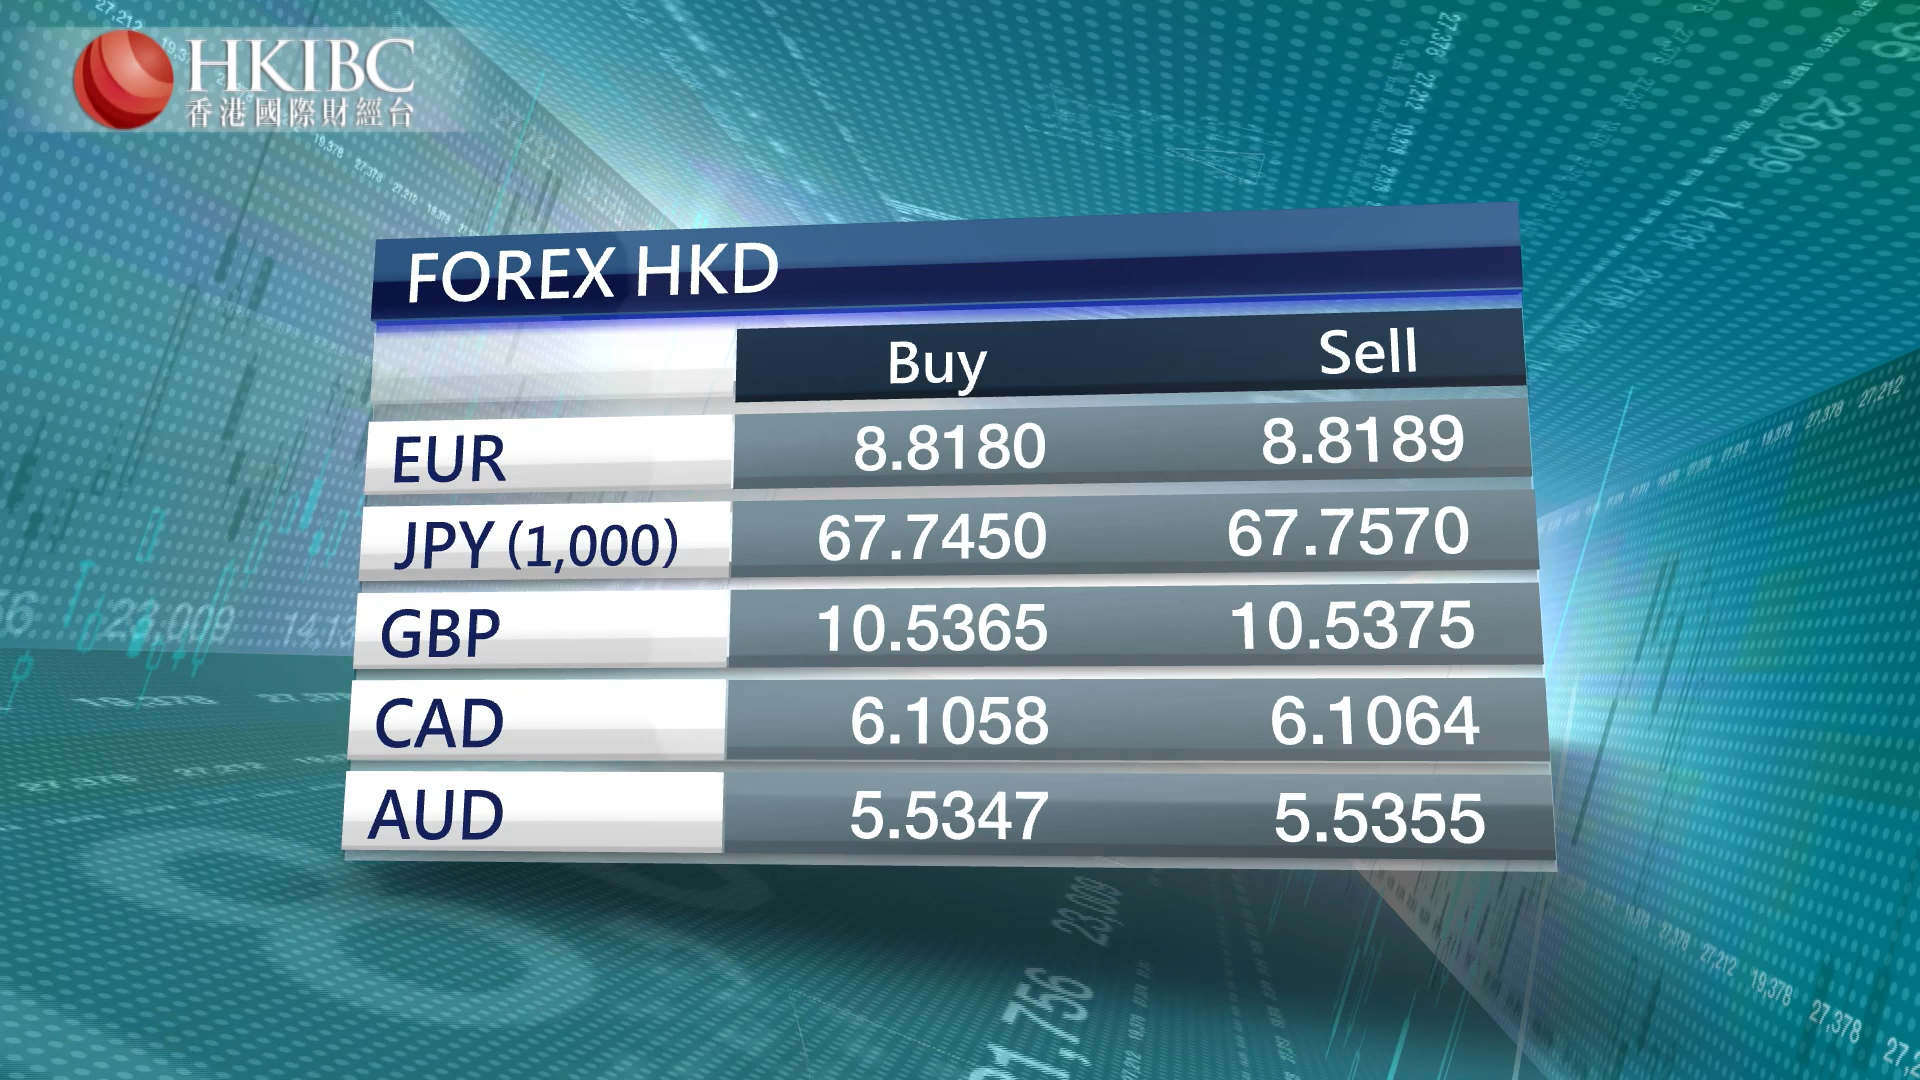 HKIBC
香港國際財經台
FOREX HKD
Buy Sell
EUR 8.8180 8.8189
JPY (1,000) 67.7450 67.7570
GBP 10.5365 10.5375
CAD 6.1058 6.1064
AUD 5.5347 5.5355